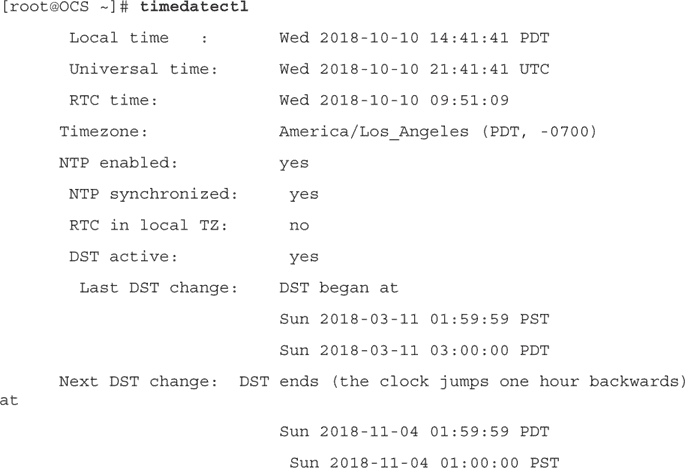 [root@OCS ~]# timedatectl
Local time : Wed 2018-10-10 14:41:41 PDT
Universal time: Wed 2018-10-10 21:41:41 UTC
RTC time: Wed 2018-10-10 09:51:09
Timezone: America/Los_Angeles (PDT, -0700)
NTP enabled: yes
NTP synchronized: yes
RTC in local TZ: no
DST active: yes
Last DST change: DST began at
Sun 2018-03-11 01:59:59 PST
Sun 2018-03-11 03:00:00 PDT
Next DST change: DST ends (the clock jumps one hour backwards)
at
Sun 2018-11-04 01:59:59 PDT
Sun 2018-11-04 01:00:00 PST